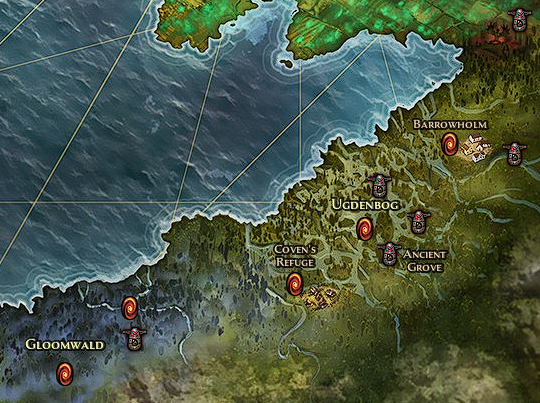 BARROWHOLM
UGDENBOG
COVEN'S
REFUGE
ANCIENT
GROVE
GLOOMWALD